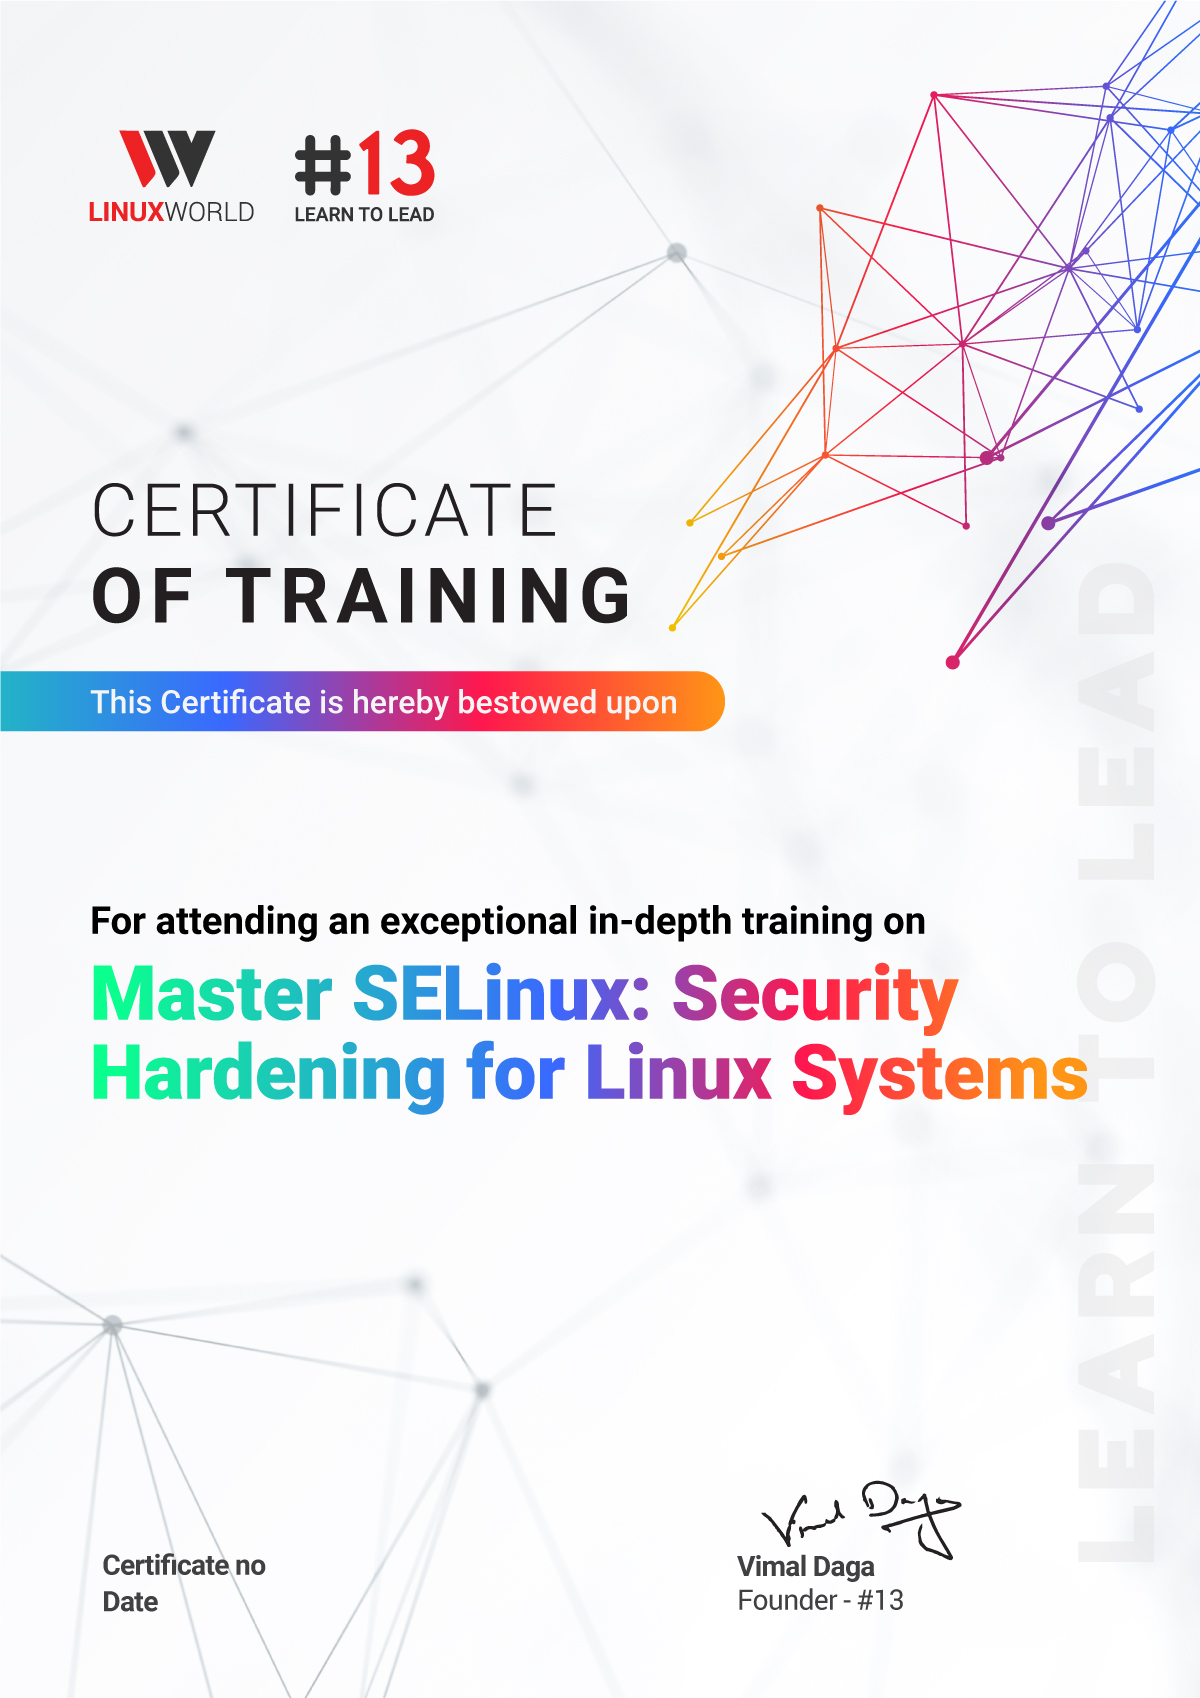 LINUXWORLD
#13
LEARN TO LEAD
CERTIFICATE
OF TRAINING
This Certificate is hereby bestowed upon
For attending an exceptional in-depth training on
Master SELinux: Security
Hardening for Linux Systems
LEARN TO LEAD
Vimal Daga
Certificate no
Date
Vimal Daga
Founder - #13